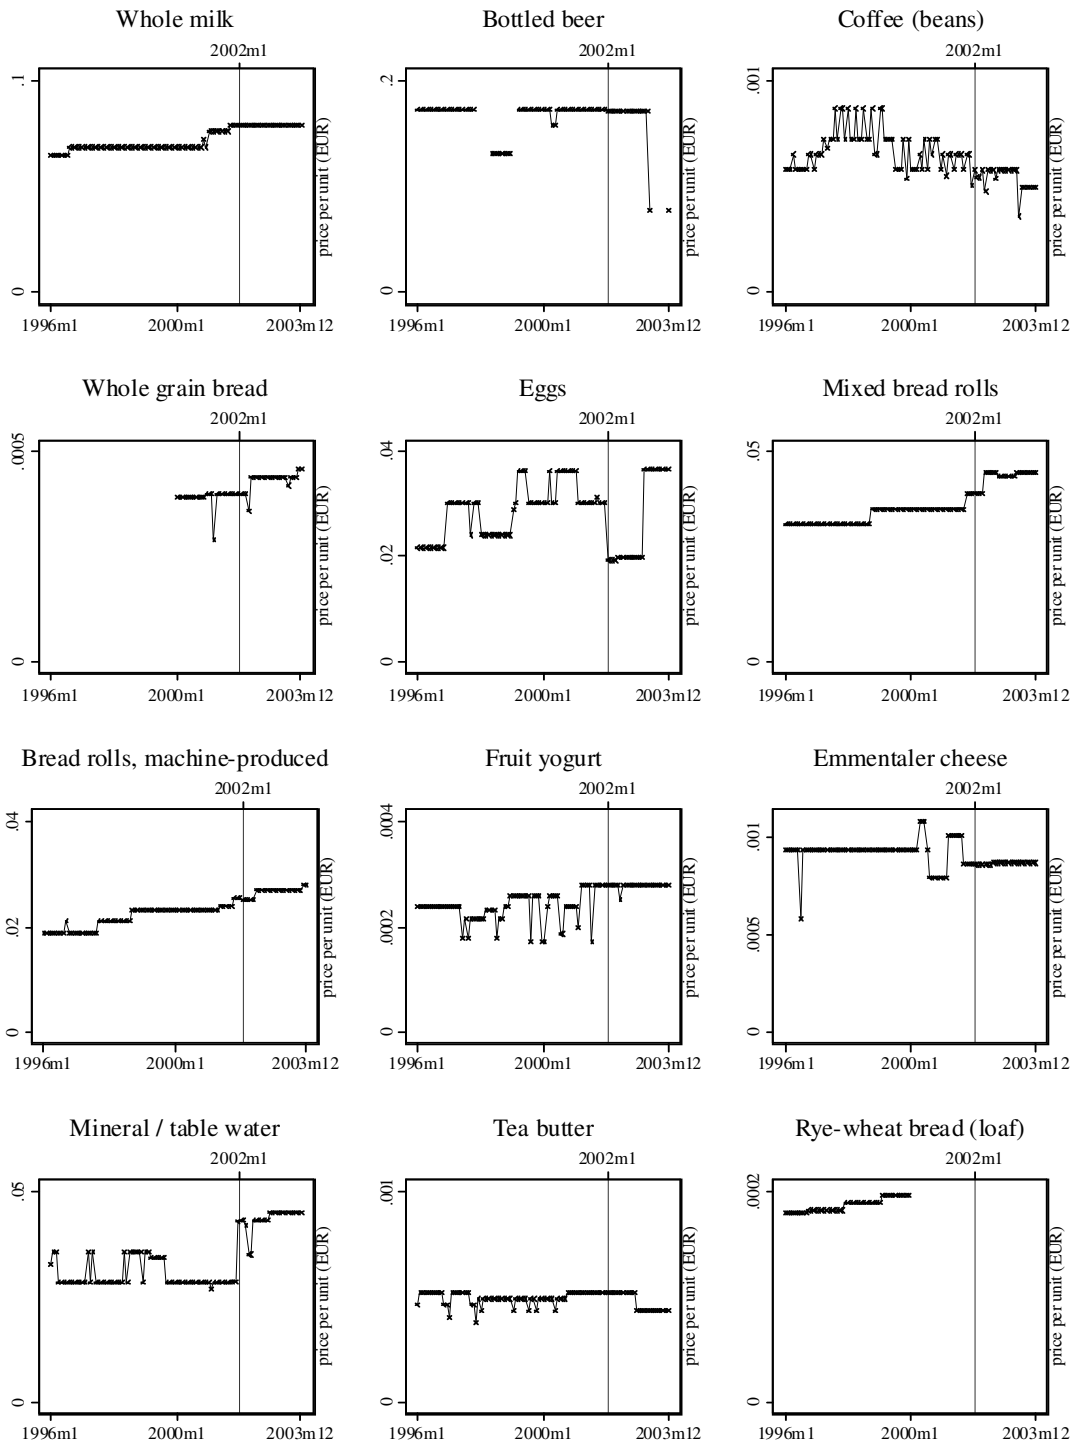 Whole milk
2002m1
.1
0
price per unit (EUR)
1996m1 2000m1 2003m12
Bottled beer
2002m1
.2
0
price per unit (EUR)
1996m1 2000m1 2003m12
Coffee (beans)
2002m1
.001
0
price per unit (EUR)
1996m1 2000m1 2003m12
Whole grain bread
2002m1
.0005
0
price per unit (EUR)
1996m1 2000m1 2003m12
Eggs
2002m1
.04
.02
0
price per unit (EUR)
1996m1 2000m1 2003m12
Mixed bread rolls
2002m1
.05
0
price per unit (EUR)
1996m1 2000m1 2003m12
Bread rolls, machine-produced
2002m1
.04
.02
0
price per unit (EUR)
1996m1 2000m1 2003m12
Fruit yogurt
2002m1
.0004
.0002
0
price per unit (EUR)
1996m1 2000m1 2003m12
Emmentaler cheese
2002m1
.001
.0005
0
price per unit (EUR)
1996m1 2000m1 2003m12
Mineral / table water
2002m1
.05
0
price per unit (EUR)
1996m1 2000m1 2003m12
Tea butter
2002m1
.001
0
price per unit (EUR)
1996m1 2000m1 2003m12
Rye-wheat bread (loaf)
2002m1
.0002
0
price per unit (EUR)
1996m1 2000m1 2003m12